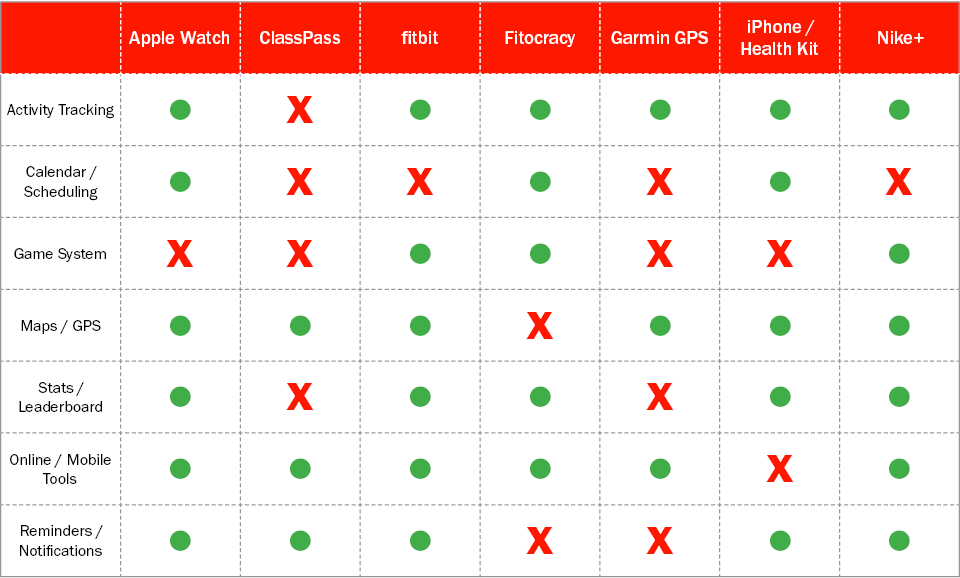 Apple Watch ClassPass fitbit Fitocracy Garmin GPS iPhone / Health Kit Nike+
Activity Tracking X
Calendar / Scheduling X X X X
Game System X X X X
Maps / GPS X
Stats / Leaderboard X X
Online / Mobile Tools X
Reminders / Notifications X X